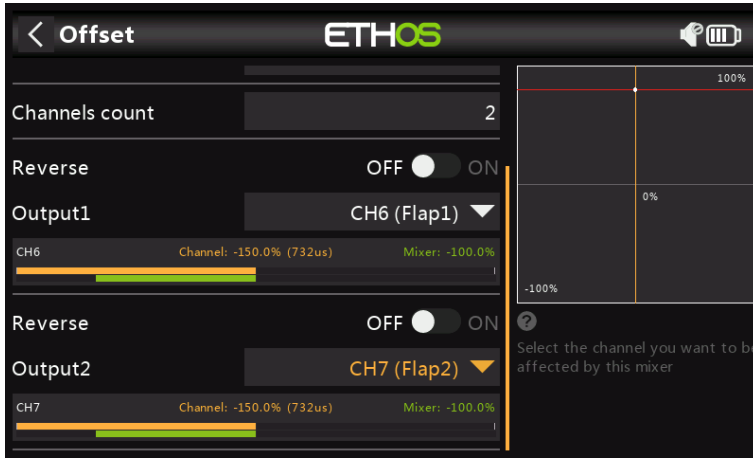 Offset
ETHOS
100%
Channels count
2
Reverse
OFF ON
Output1
CH6 (Flap1)
0%
CH6 Channel: -150.0% (732us) Mixer: -100.0%
-100%
Reverse
OFF ON
?
Select the channel you want to be
affected by this mixer
Output2
CH7 (Flap2)
CH7 Channel: -150.0% (732us) Mixer: -100.0%